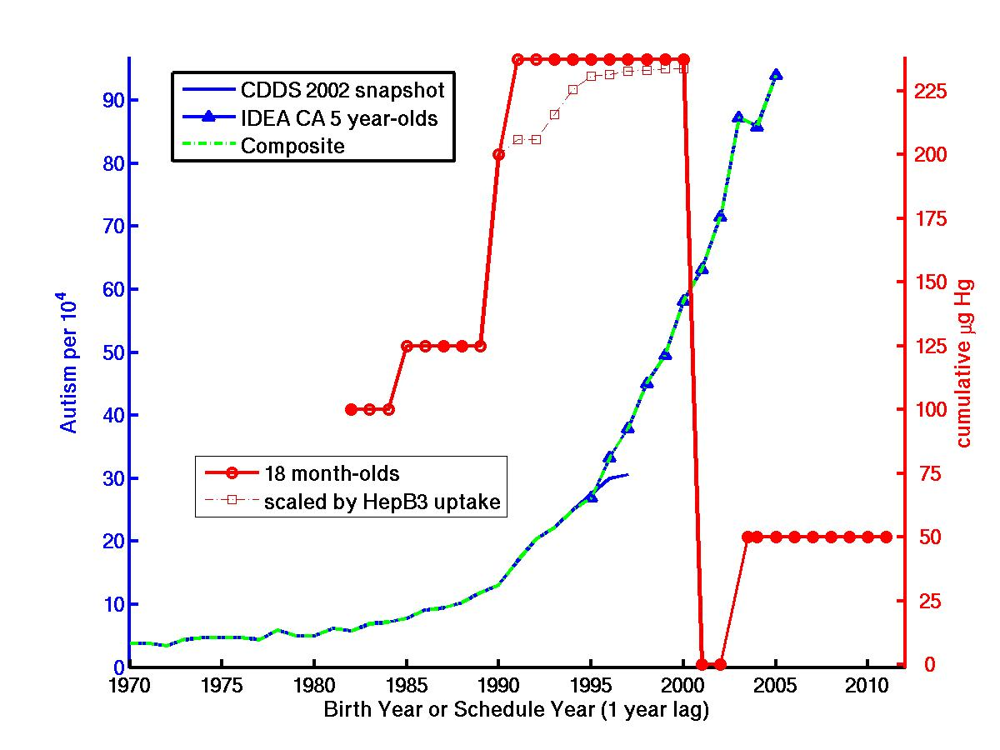 CDDS 2002 snapshot
IDEA CA 5 year-olds
Composite
18 month-olds
scaled by HepB3 uptake
Autism per 10⁴
90
80
70
60
50
40
30
20
10
0
cumulative µg Hg
225
200
175
150
125
100
75
50
25
0
1970 1975 1980 1985 1990 1995 2000 2005 2010
Birth Year or Schedule Year (1 year lag)